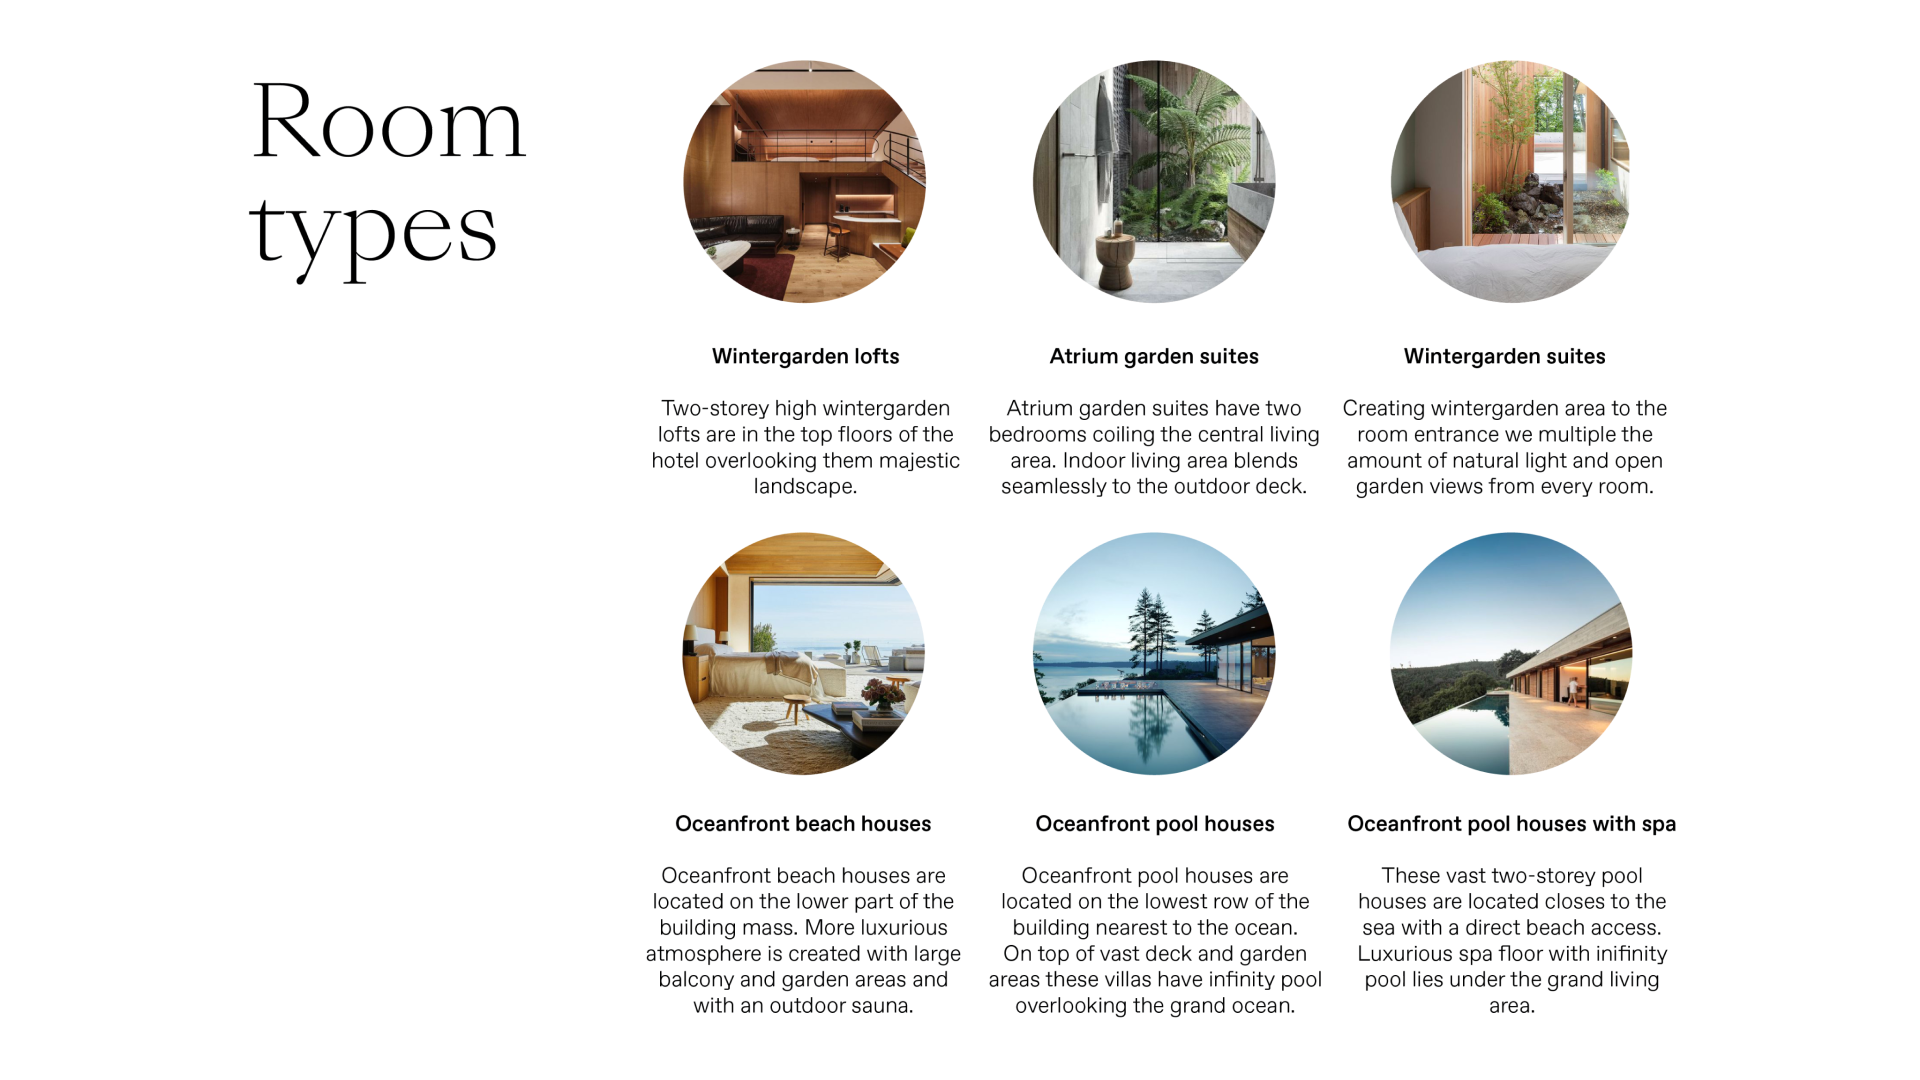 Room
types
Wintergarden lofts
Two-storey high wintergarden
lofts are in the top floors of the
hotel overlooking them majestic
landscape.
Atrium garden suites
Atrium garden suites have two
bedrooms coiling the central living
area. Indoor living area blends
seamlessly to the outdoor deck.
Wintergarden suites
Creating wintergarden area to the
room entrance we multiple the
amount of natural light and open
garden views from every room.
Oceanfront beach houses
Oceanfront beach houses are
located on the lower part of the
building mass. More luxurious
atmosphere is created with large
balcony and garden areas and
with an outdoor sauna.
Oceanfront pool houses
Oceanfront pool houses are
located on the lowest row of the
building nearest to the ocean.
On top of vast deck and garden
areas these villas have infinity pool
overlooking the grand ocean.
Oceanfront pool houses with spa
These vast two-storey pool
houses are located closes to the
sea with a direct beach access.
Luxurious spa floor with inifinity
pool lies under the grand living
area.